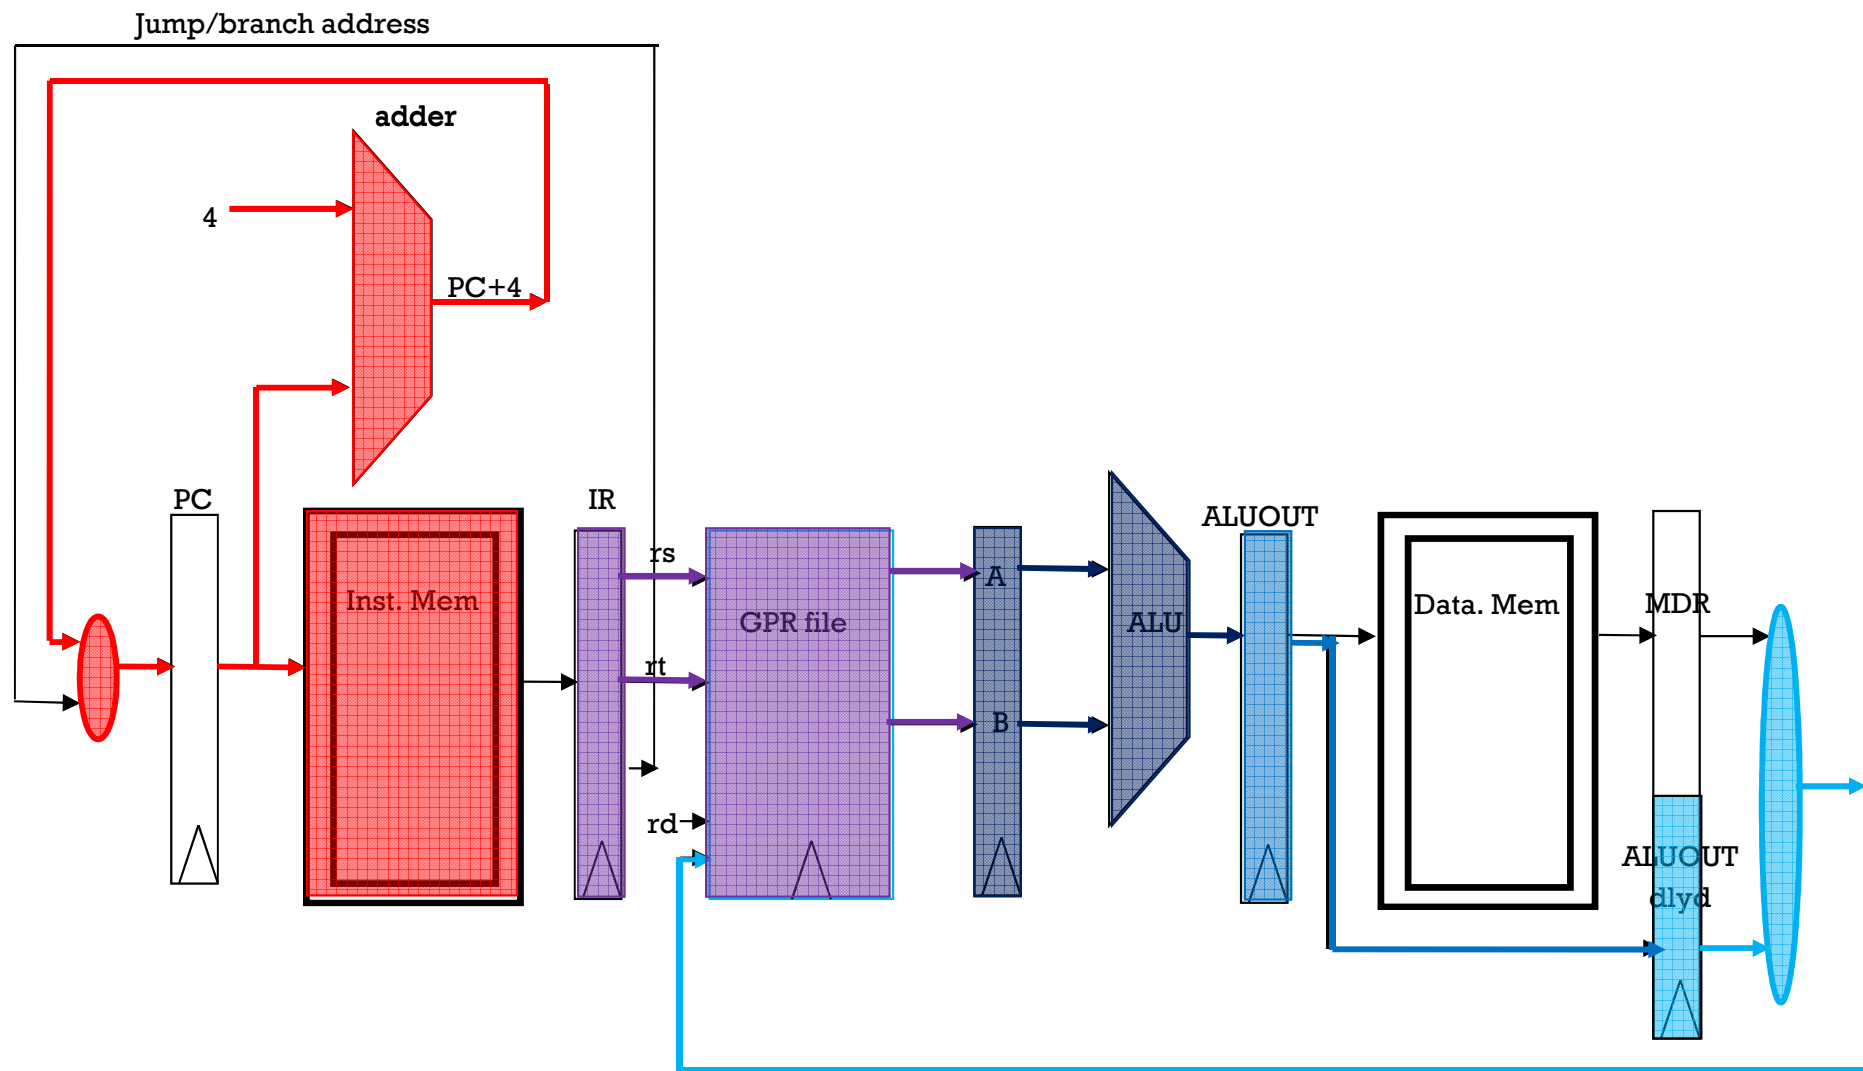 Jump/branch address
adder
4
PC+4
PC
IR
ALUOUT
rs
Inst. Mem
GPR file
A
ALU
Data. Mem
MDR
rt
B
rd
ALUOUT
dlyd